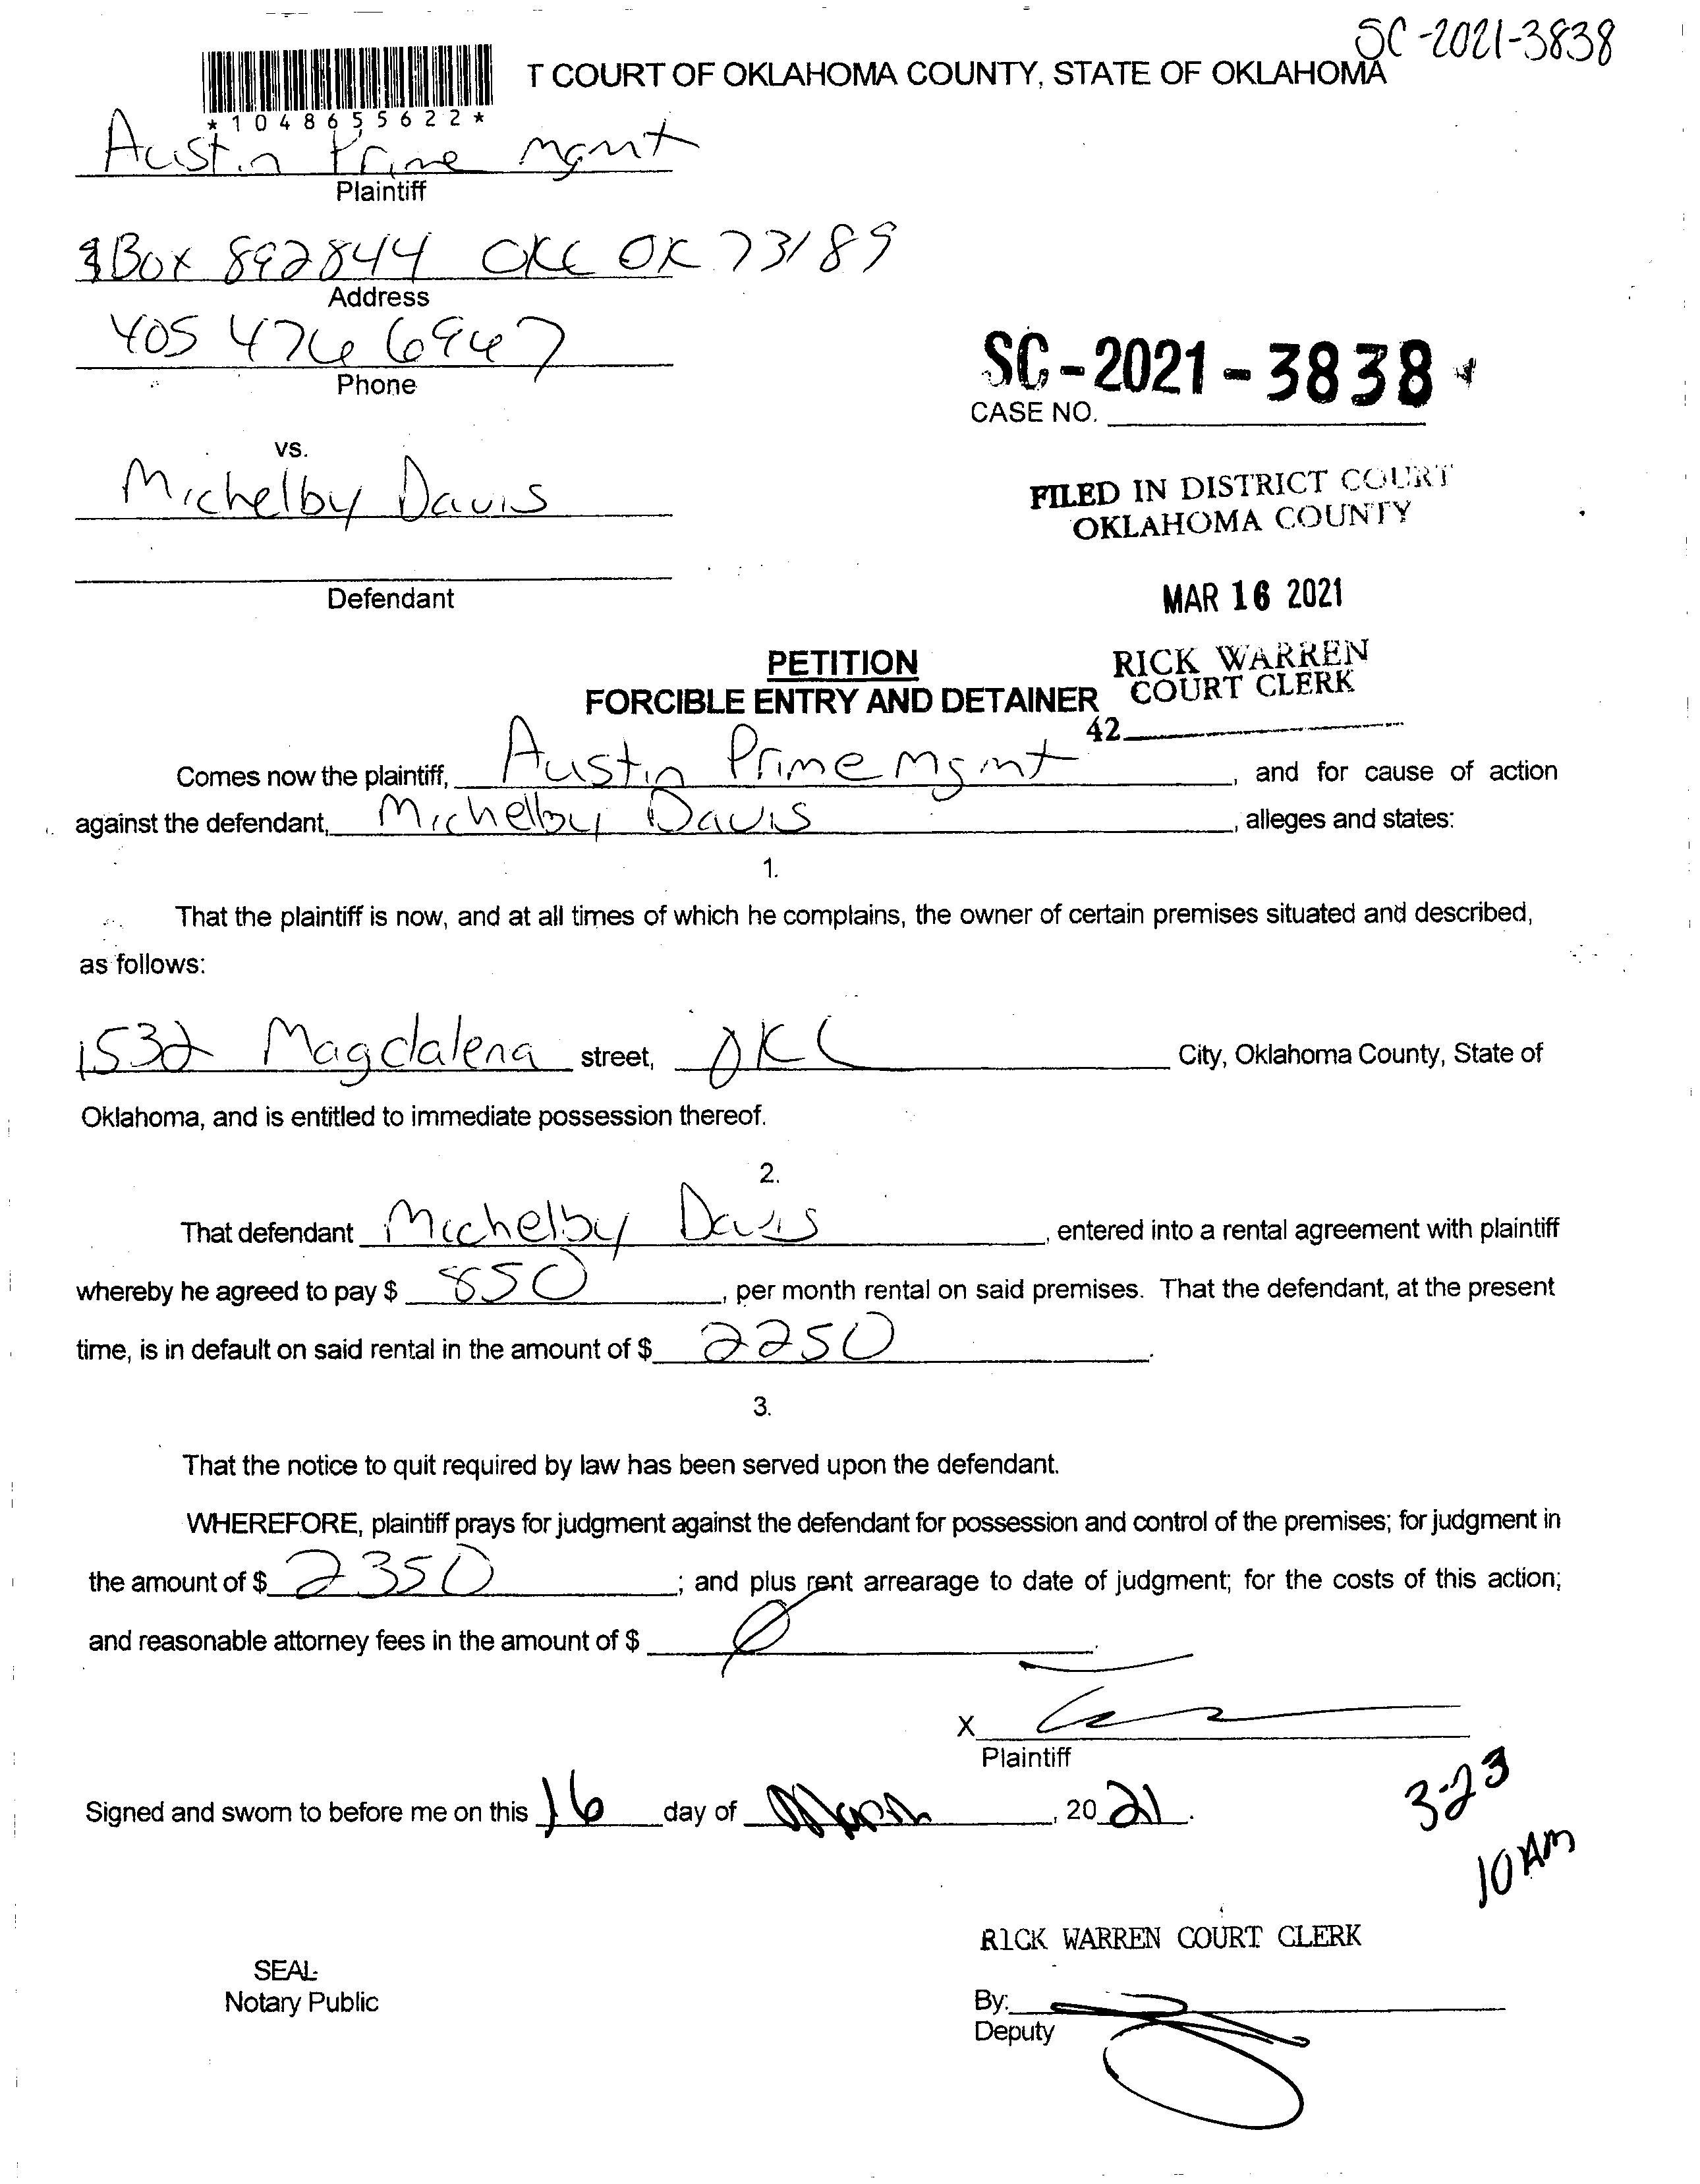 SC-2021-3838
T COURT OF OKLAHOMA COUNTY, STATE OF OKLAHOMA
*1048655622*
Austin Prime mgmt
Plaintiff
Box 892844 OKC OK 73189
Address
405 476 6967
Phone
SC-2021-3838
CASE NO.
vs.
Michelby Davis
FILED IN DISTRICT COURT
OKLAHOMA COUNTY
Defendant
MAR 16 2021
PETITION
RICK WARREN
FORCIBLE ENTRY AND DETAINER
COURT CLERK
42
Comes now the plaintiff, Austin Prime mgmt, and for cause of action
against the defendant, Michelby Davis, alleges and states:
1.
That the plaintiff is now, and at all times of which he complains, the owner of certain premises situated and described,
as follows:
1532 Magdalena street, OKC City, Oklahoma County, State of
Oklahoma, and is entitled to immediate possession thereof.
2.
That defendant Michelby Davis, entered into a rental agreement with plaintiff
whereby he agreed to pay $ 850, per month rental on said premises. That the defendant, at the present
time, is in default on said rental in the amount of $ 2250.
3.
That the notice to quit required by law has been served upon the defendant.
WHEREFORE, plaintiff prays for judgment against the defendant for possession and control of the premises; for judgment in
the amount of $ 2350; and plus rent arrearage to date of judgment; for the costs of this action;
and reasonable attorney fees in the amount of $ 0.
X
Plaintiff
Signed and sworn to before me on this 16 day of March, 2021.
3-23
10 AM
RICK WARREN COURT CLERK
SEAL
Notary Public
By:
Deputy